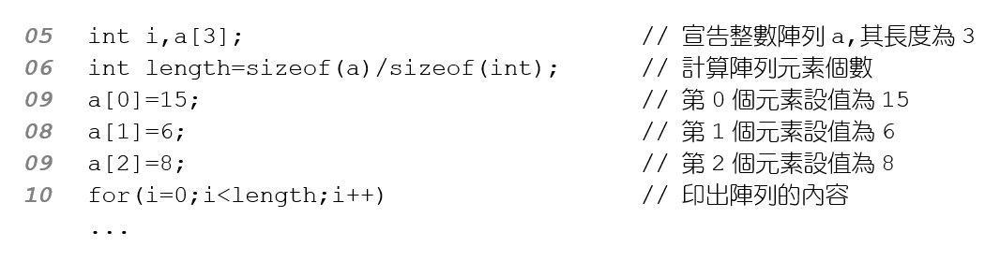 05 int i,a[3]; // 宣告整數陣列 a,其長度為 3
06 int length=sizeof(a)/sizeof(int); // 計算陣列元素個數
09 a[0]=15; // 第 0 個元素設值為 15
08 a[1]=6; // 第 1 個元素設值為 6
09 a[2]=8; // 第 2 個元素設值為 8
10 for(i=0;i<length;i++) // 印出陣列的內容
...